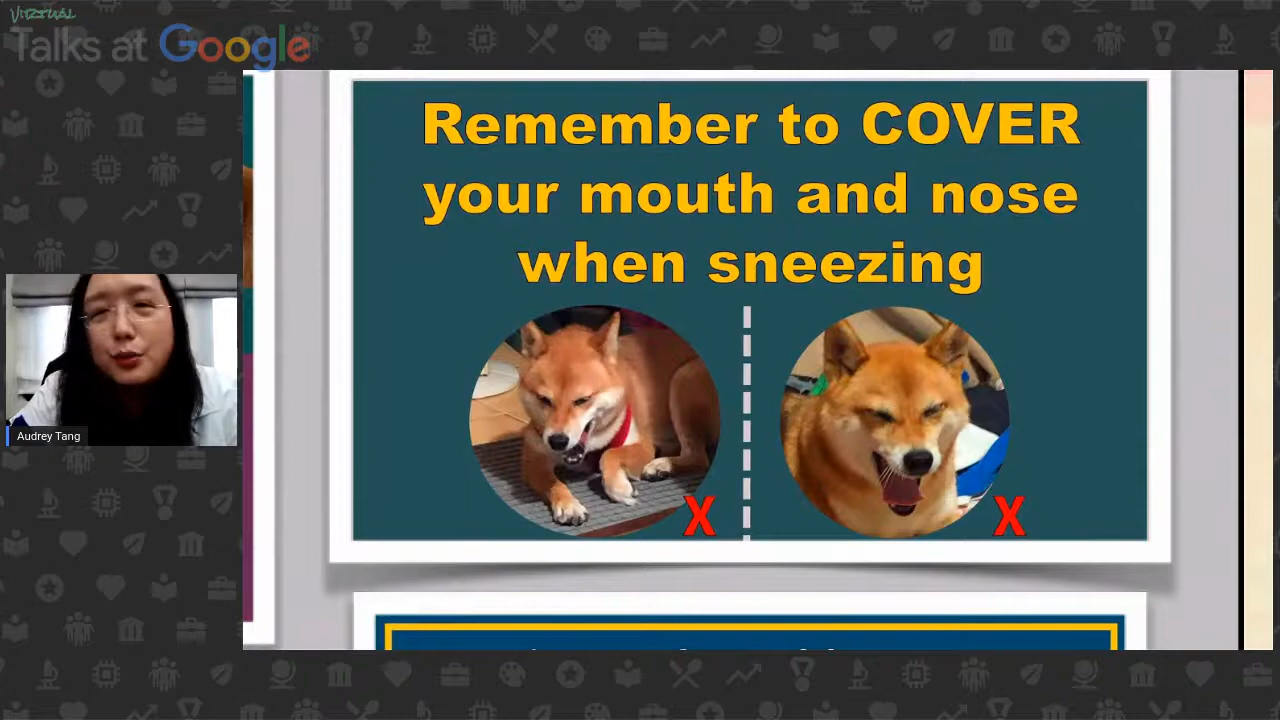 VIRTUAL
Talks at Google
Remember to COVER
your mouth and nose
when sneezing
X
X
Audrey Tang